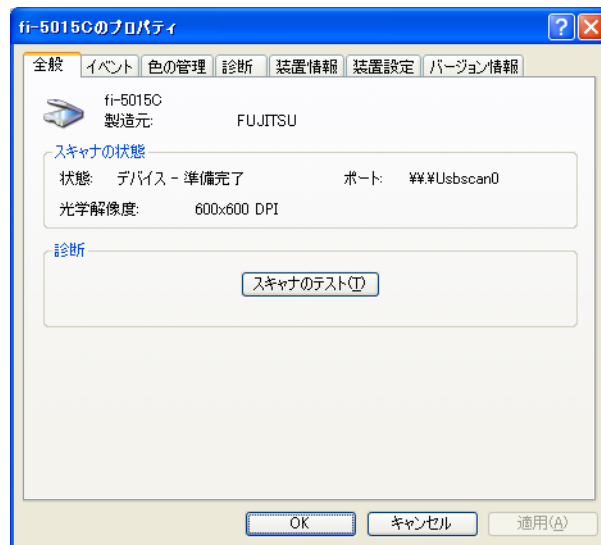 fi-5015Cのプロパティ
全般 イベント 色の管理 診断 装置情報 装置設定 バージョン情報
fi-5015C
製造元: FUJITSU
スキャナの状態
状態: デバイス - 準備完了 ポート: ¥¥.¥Usbscan0
光学解像度: 600x600 DPI
診断
スキャナのテスト(T)
OK キャンセル 適用(A)